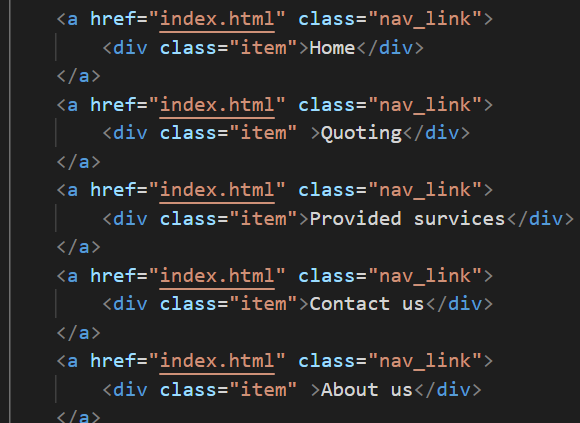 <a href="index.html" class="nav_link">
<div class="item">Home</div>
</a>
<a href="index.html" class="nav_link">
<div class="item" >Quoting</div>
</a>
<a href="index.html" class="nav_link">
<div class="item">Provided survices</div>
</a>
<a href="index.html" class="nav_link">
<div class="item">Contact us</div>
</a>
<a href="index.html" class="nav_link">
<div class="item" >About us</div>
</a>